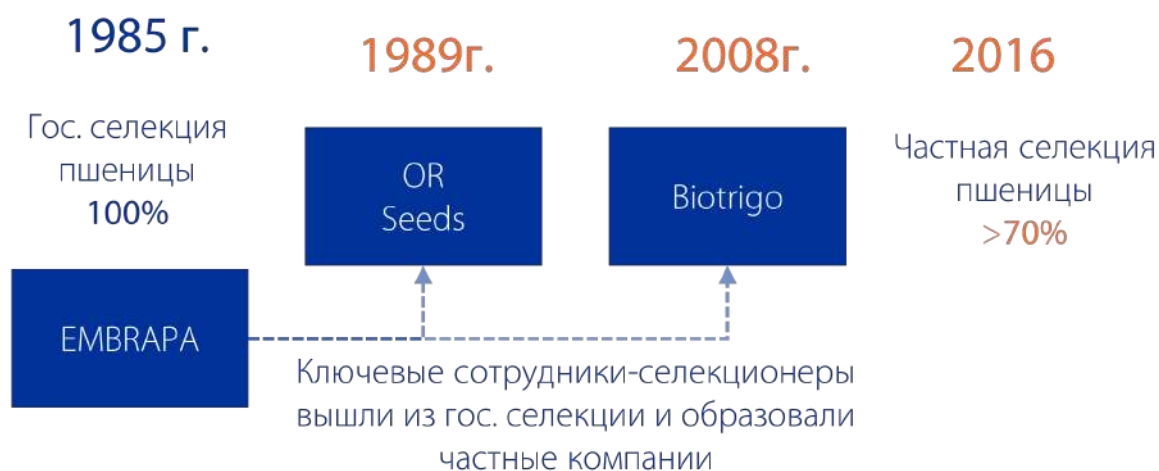 1985 г.
Гос. селекция
пшеницы
100%
EMBRAPA
1989г.
OR
Seeds
2008г.
Biotrigo
2016
Частная селекция
пшеницы
>70%
Ключевые сотрудники-селекционеры
вышли из гос. селекции и образовали
частные компании